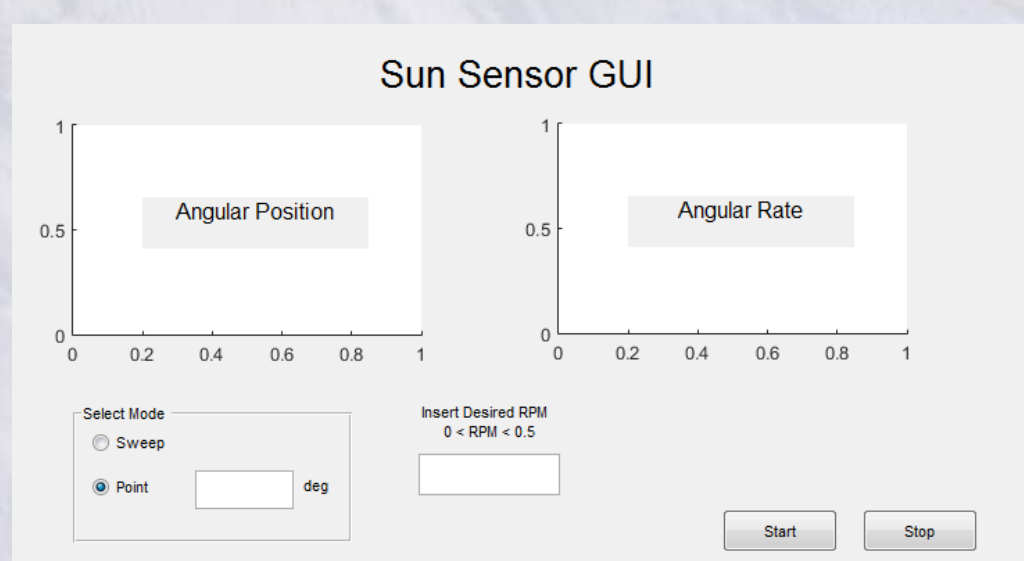 Sun Sensor GUI
1
0.5
0
Angular Position
0 0.2 0.4 0.6 0.8 1
1
0.5
0
Angular Rate
0 0.2 0.4 0.6 0.8 1
Select Mode
Sweep
Point deg
Insert Desired RPM
0 < RPM < 0.5
Start Stop